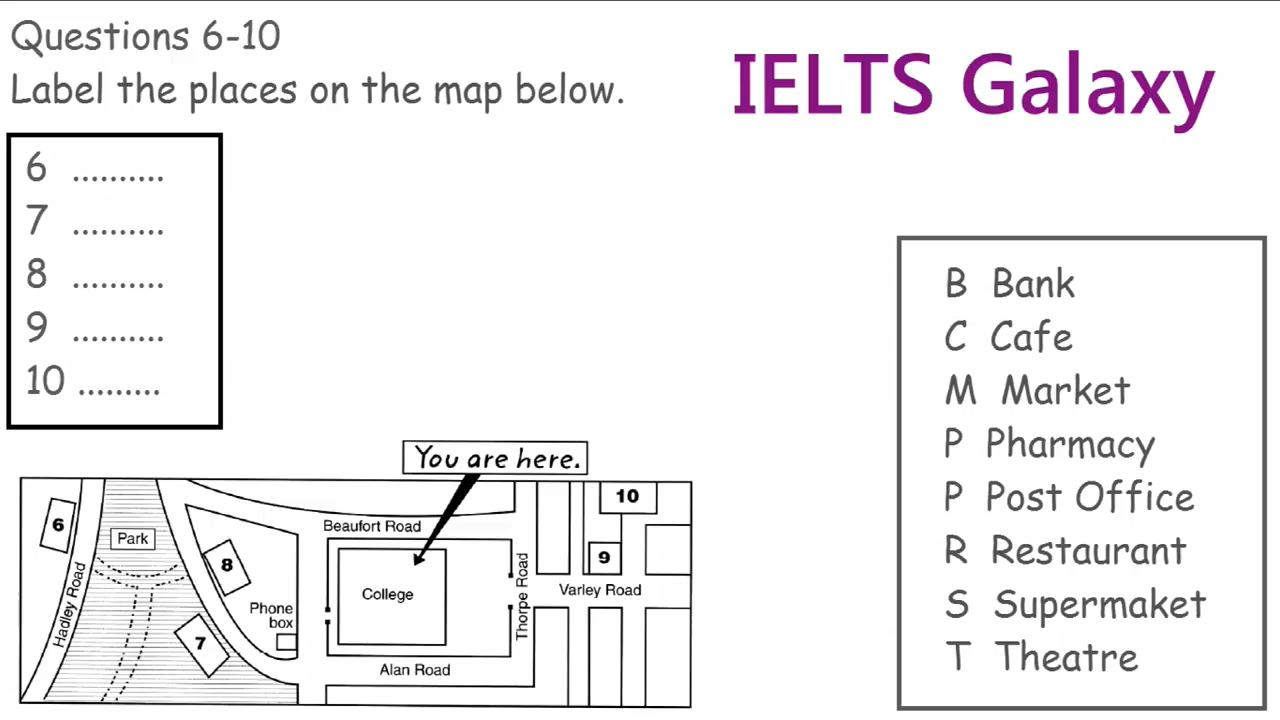 Questions 6-10
Label the places on the map below.
IELTS Galaxy
6 ..........
7 ..........
8 ..........
9 ..........
10 .........
B Bank
C Cafe
M Market
P Pharmacy
P Post Office
R Restaurant
S Supermaket
T Theatre
You are here.
6
Park
Hadley Road
8
7
Phone
box
Beaufort Road
College
Alan Road
Thorpe Road
10
9
Varley Road